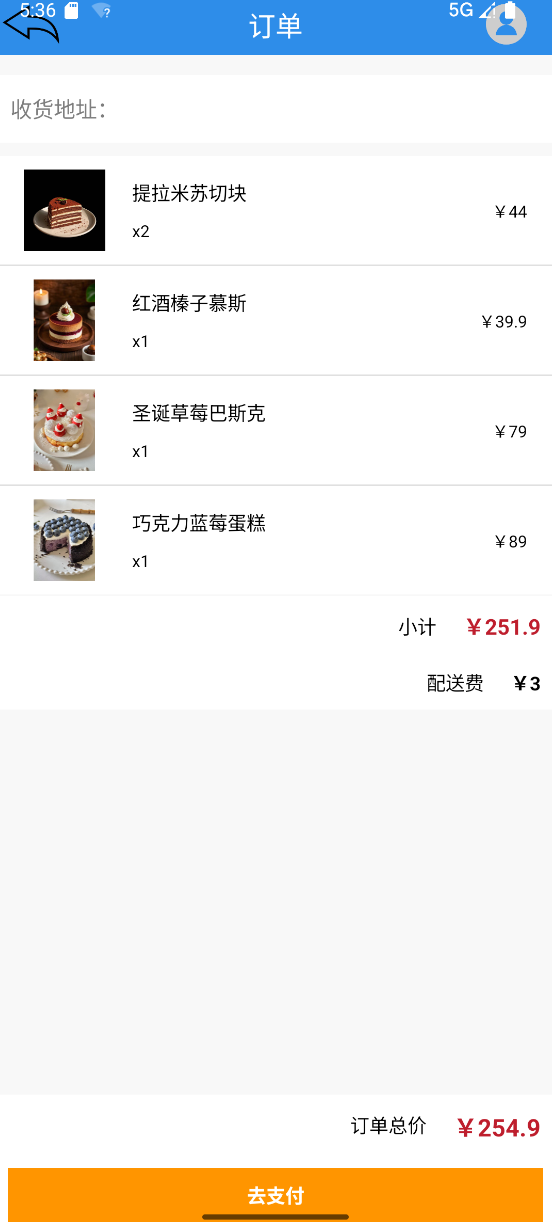 5:36
5G
订单
收货地址：
提拉米苏切块
x2
￥44
红酒榛子慕斯
x1
￥39.9
圣诞草莓巴斯克
x1
￥79
巧克力蓝莓蛋糕
x1
￥89
小计 ￥251.9
配送费 ￥3
订单总价 ￥254.9
去支付